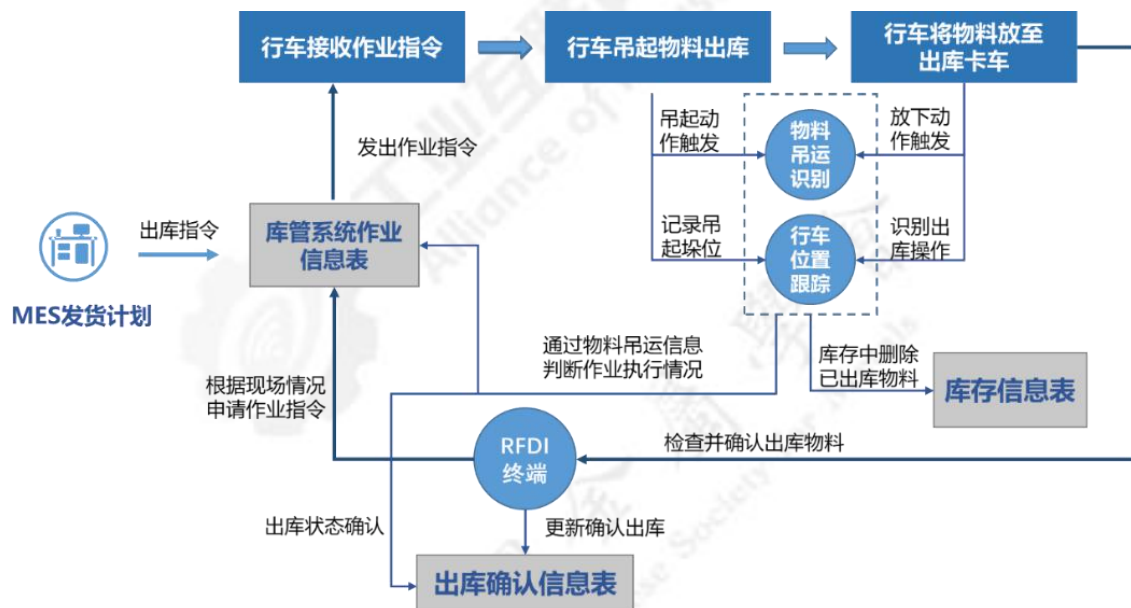 行车接收作业指令
行车吊起物料出库
行车将物料放至
出库卡车
吊起动
作触发
物料
吊运
识别
放下动
作触发
发出作业指令
出库指令
库管系统作业
信息表
记录吊
起垛位
行车
位置
跟踪
识别出
库操作
MES发货计划
通过物料吊运信息
判断作业执行情况
库存中删除
已出库物料
库存信息表
根据现场情况
申请作业指令
RFDI
终端
检查并确认出库物料
出库状态确认
更新确认出库
出库确认信息表